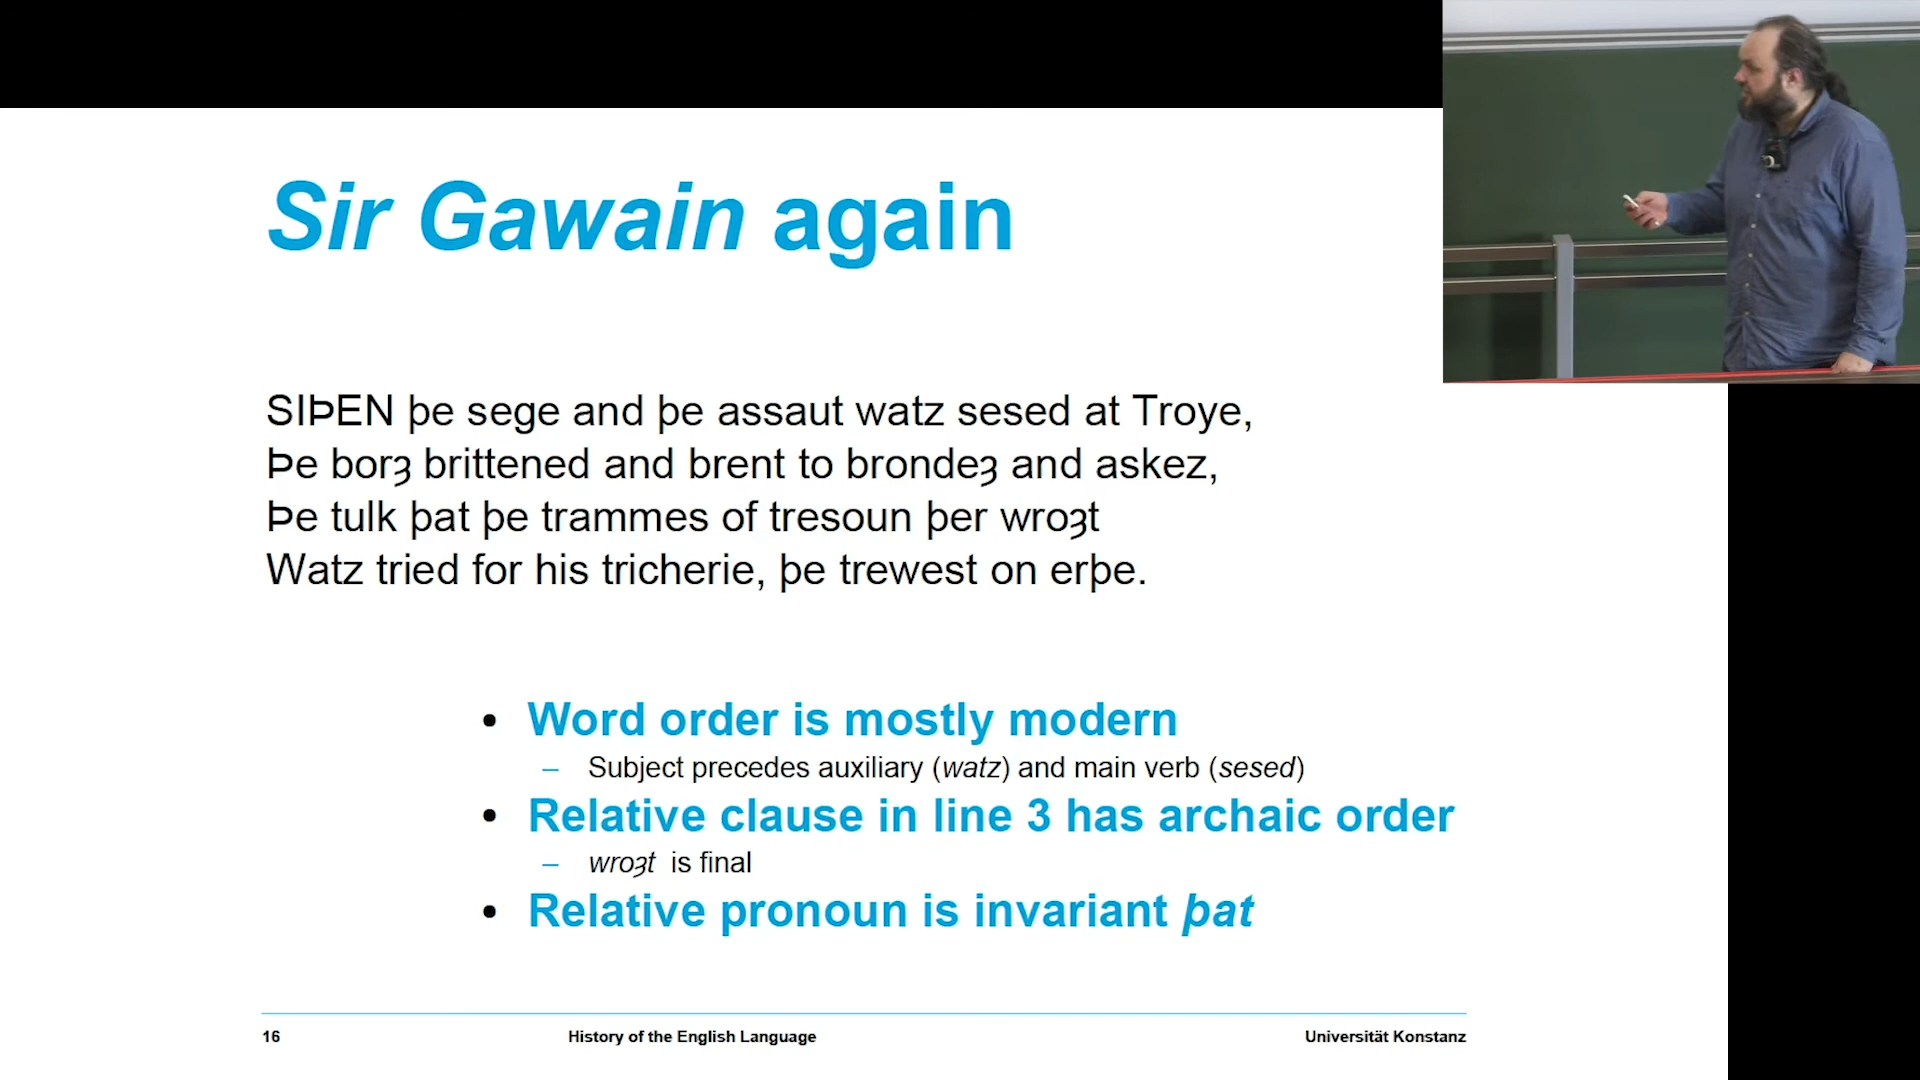 Sir Gawain again
SIÞEN þe sege and þe assaut watz sesed at Troye,
Þe borȝ brittened and brent to brondeȝ and askez,
Þe tulk þat þe trammes of tresoun þer wroȝt
Watz tried for his tricherie, þe trewest on erþe.
• Word order is mostly modern
– Subject precedes auxiliary (watz) and main verb (sesed)
• Relative clause in line 3 has archaic order
– wroȝt is final
• Relative pronoun is invariant þat
16 History of the English Language Universität Konstanz